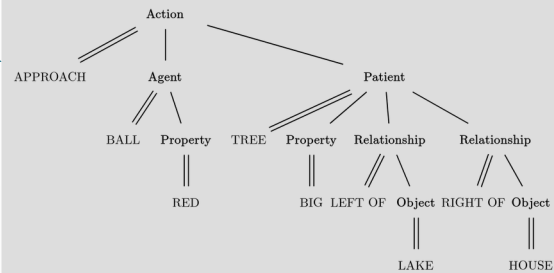 Action
APPROACH Agent Patient
BALL Property TREE Property Relationship Relationship
RED BIG LEFT OF Object RIGHT OF Object
LAKE HOUSE